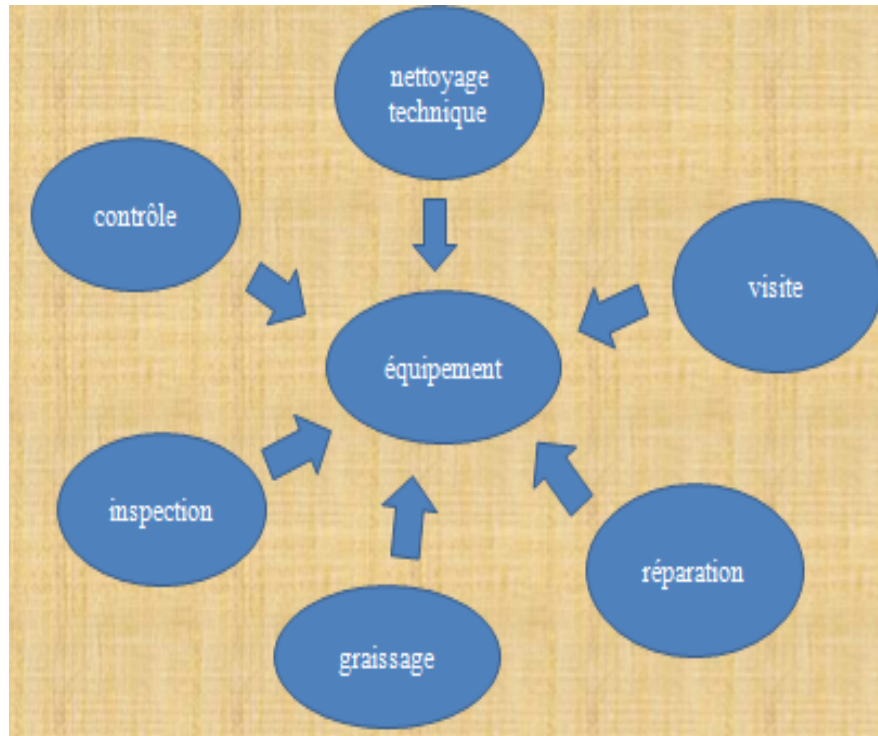 nettoyage
technique
contrôle
visite
équipement
inspection
réparation
graissage